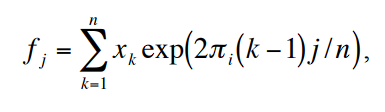 f_j = \sum_{k=1}^{n} x_k \exp(2\pi_i(k-1)j/n),